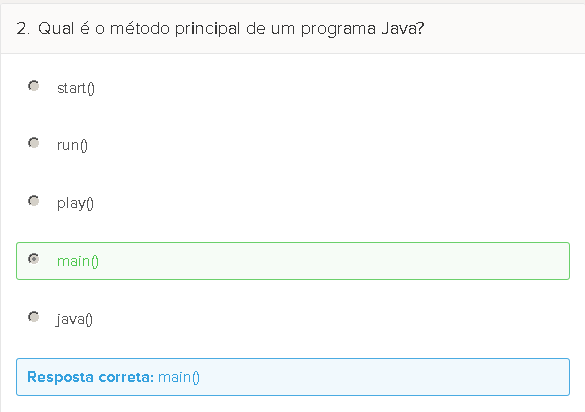 2. Qual é o método principal de um programa Java?
start()
run()
play()
main()
java()
Resposta correta: main()